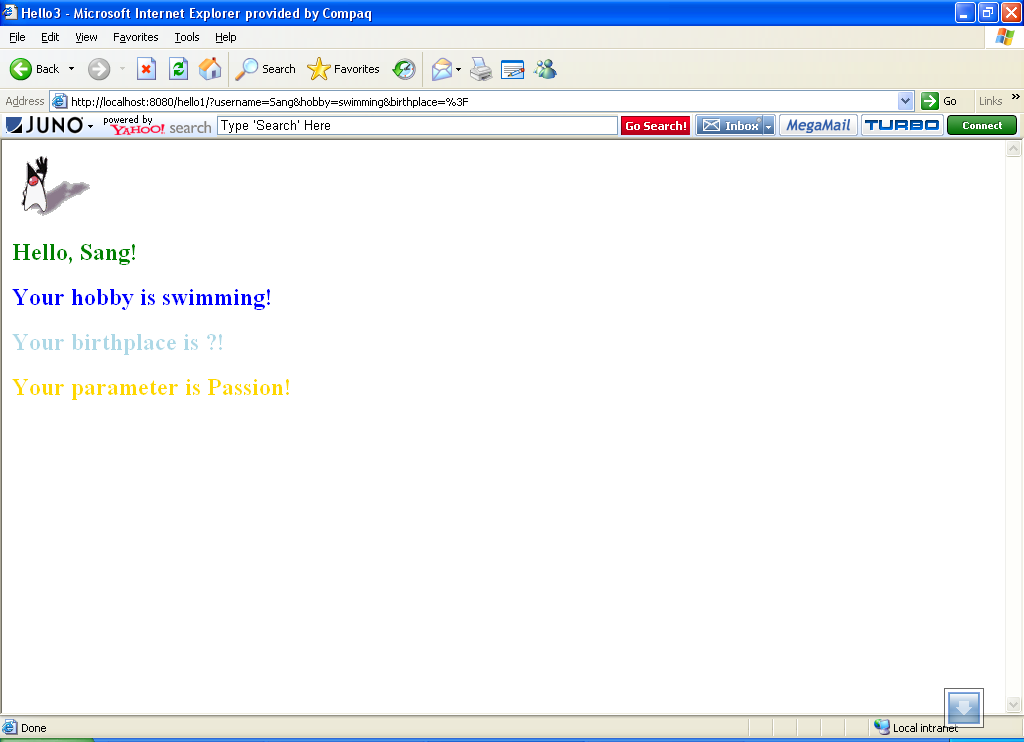 Hello3 - Microsoft Internet Explorer provided by Compaq
File Edit View Favorites Tools Help
Back Search Favorites
Address http://localhost:8080/hello1/?username=Sang&hobby=swimming&birthplace=%3F Go Links »
JUNO powered by YAHOO! search Type 'Search' Here Go Search! Inbox MegaMail TURBO Connect
Hello, Sang!
Your hobby is swimming!
Your birthplace is ?!
Your parameter is Passion!
Done Local intranet